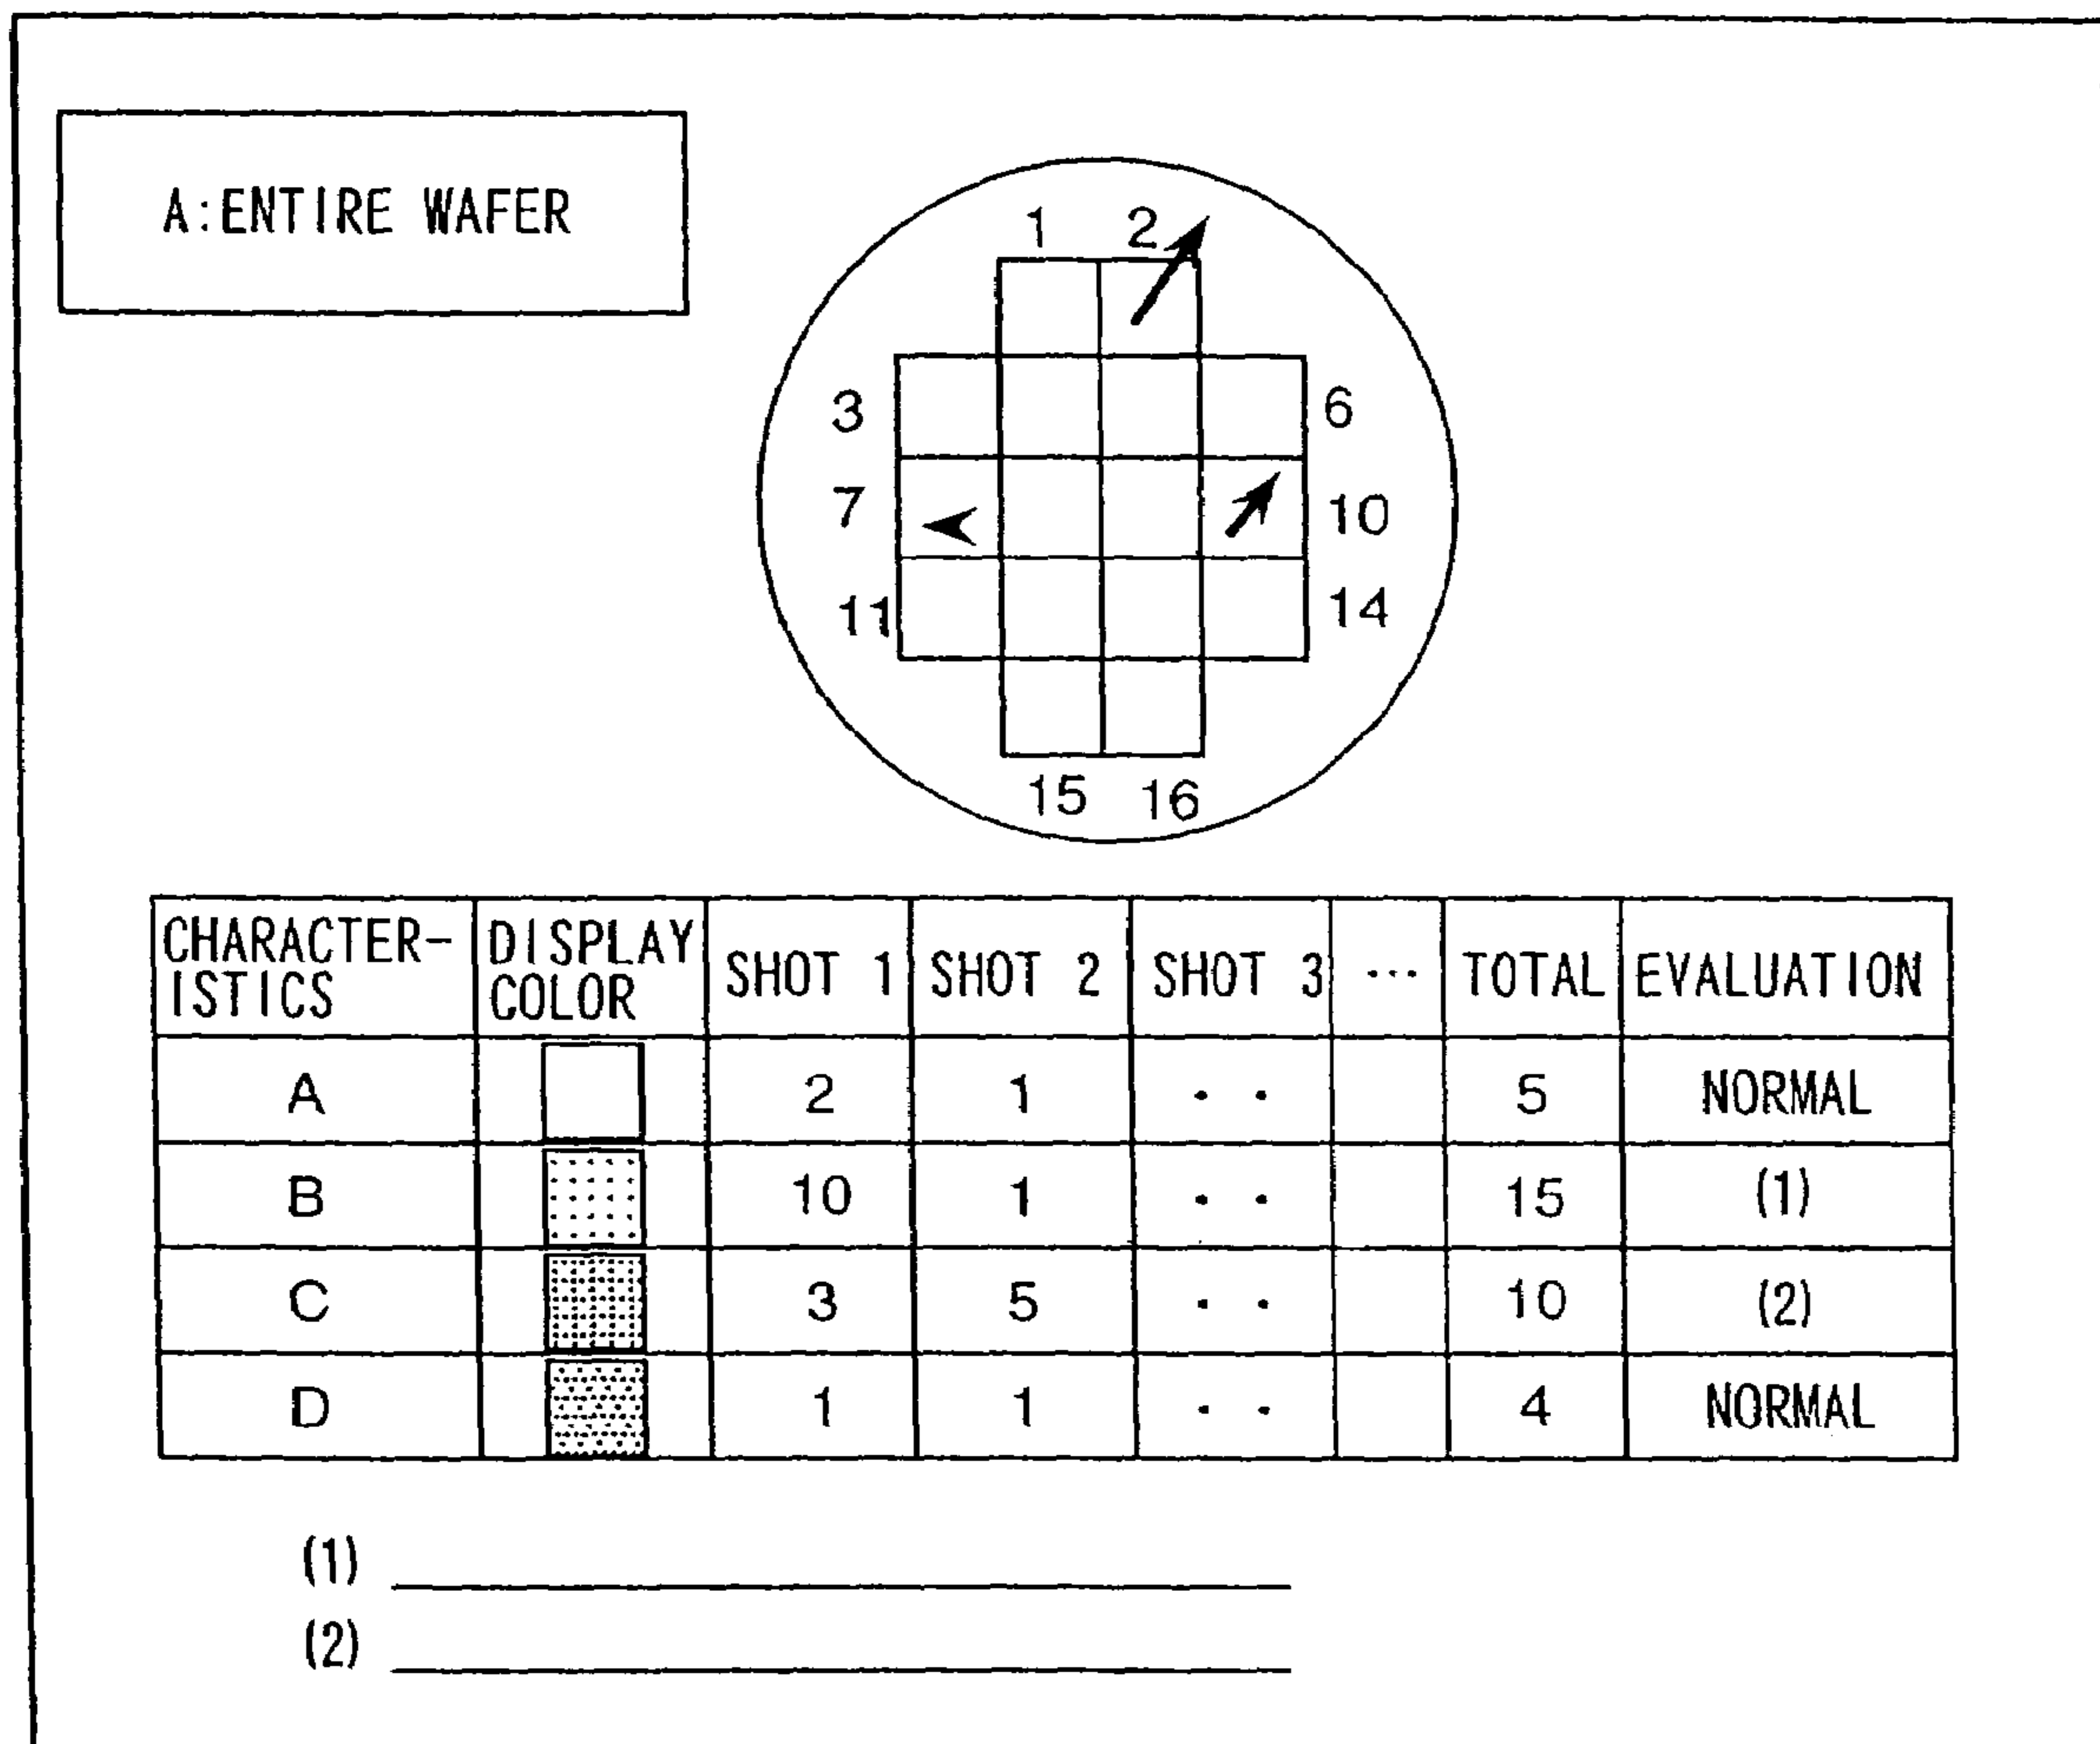 A:ENTIRE WAFER
1 2
3 6
7 10
11 14
15 16
CHARACTER-
ISTICS DISPLAY
COLOR SHOT 1 SHOT 2 SHOT 3 ··· TOTAL EVALUATION
A 2 1 ·· 5 NORMAL
B 10 1 ·· 15 (1)
C 3 5 ·· 10 (2)
D 1 1 ·· 4 NORMAL
(1)
(2)